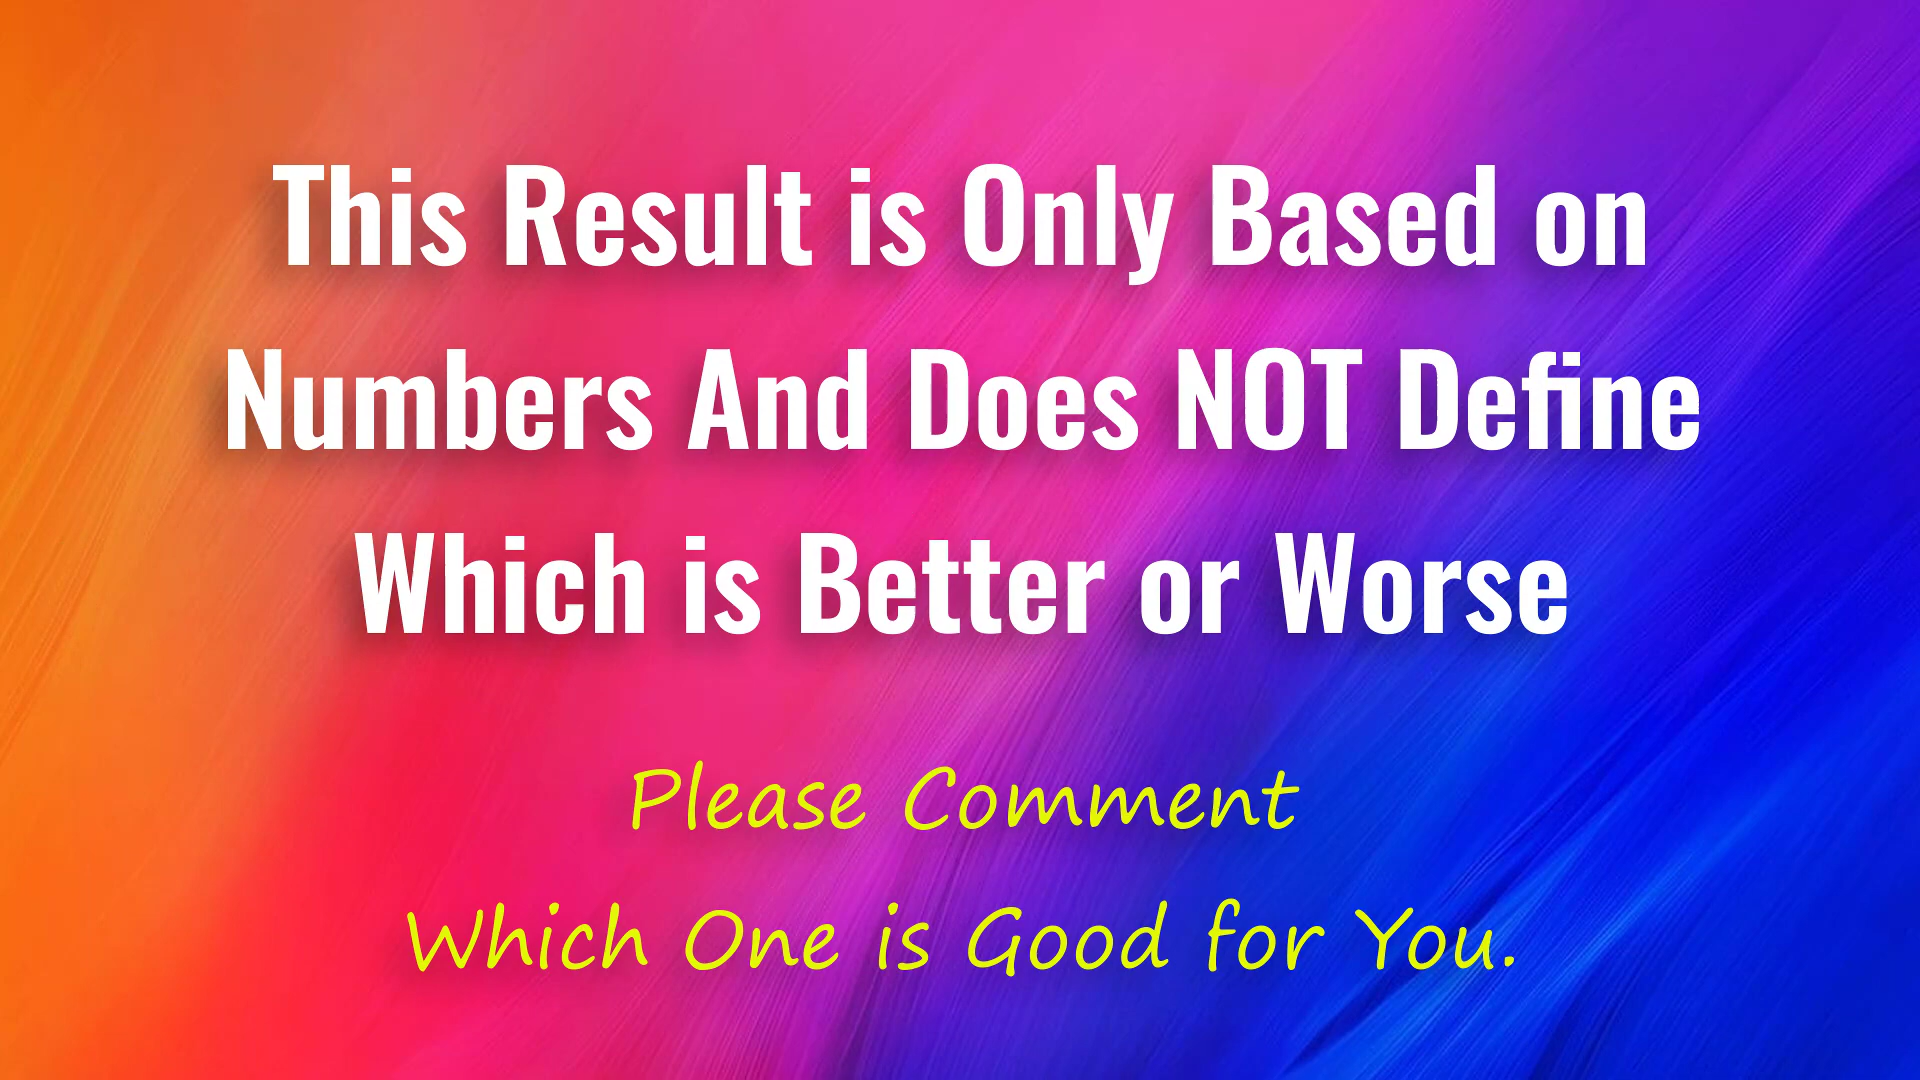 This Result is Only Based on
Numbers And Does NOT Define
Which is Better or Worse
Please Comment
Which One is Good for You.